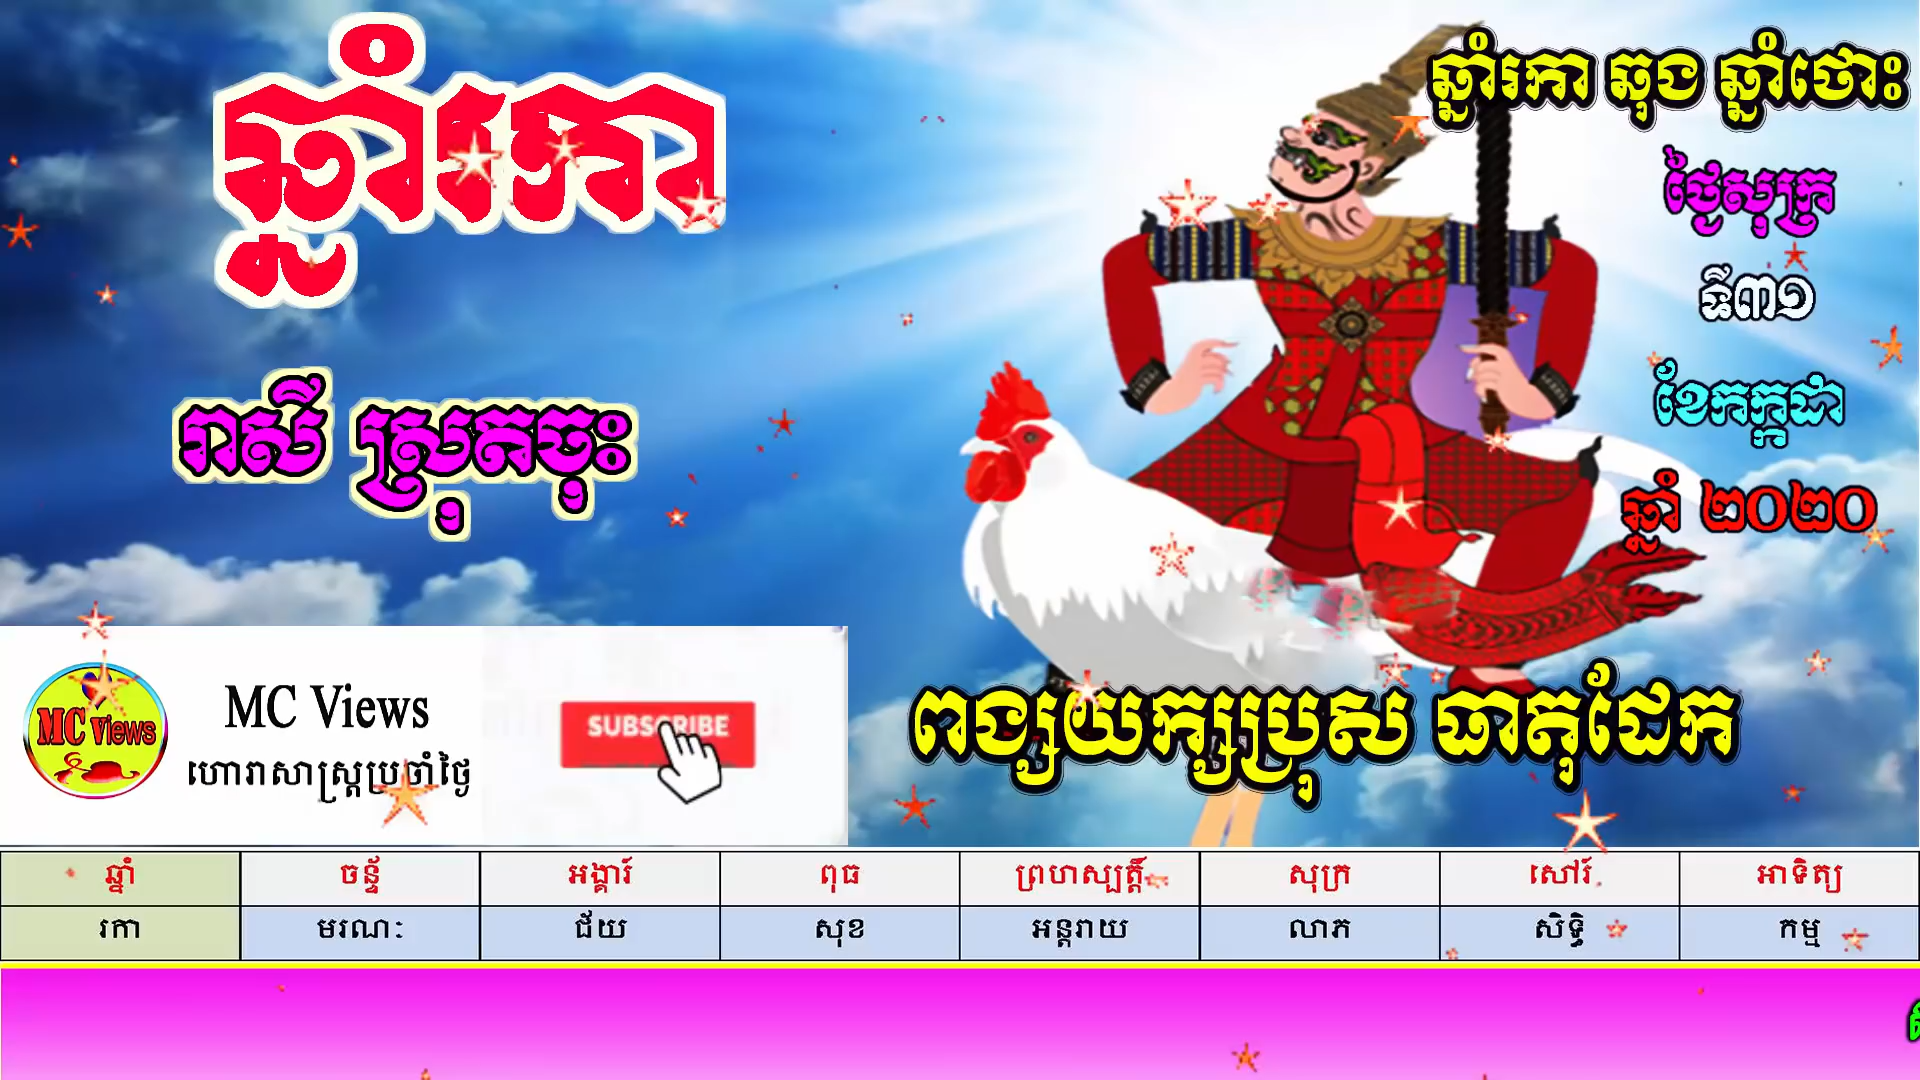 ឆ្នាំរកា
រាសី ស្រុតចុះ
ឆ្នាំរកា ឆុង ឆ្នាំថោះ
ថ្ងៃសុក្រ
ទី៣១
ខែកក្កដា
ឆ្នាំ ២០២០
MC Views
MC Views
ហោរាសាស្ត្រប្រចាំថ្ងៃ
SUBSCRIBE
ពង្សយក្សប្រុស ធាតុដែក
ឆ្នាំ ចន្ទ័ អង្គារ៍ ពុធ ព្រហស្បត្តិ៍ សុក្រ សៅរ៍ អាទិត្យ
រកា មរណៈ ជ័យ សុខ អន្តរាយ លាភ សិទ្ធិ កម្ម